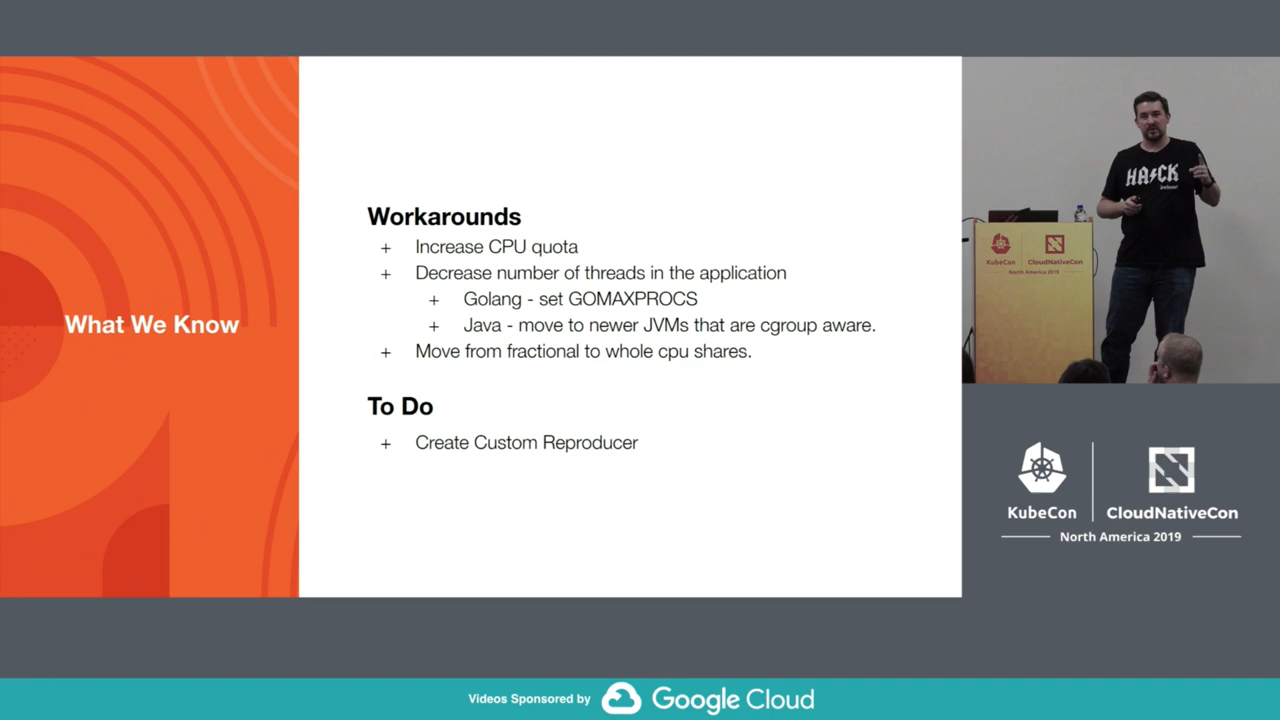 What We Know
Workarounds
+ Increase CPU quota
+ Decrease number of threads in the application
+ Golang - set GOMAXPROCS
+ Java - move to newer JVMs that are cgroup aware.
+ Move from fractional to whole cpu shares.
To Do
+ Create Custom Reproducer
HACK
KubeCon
CloudNativeCon
North America 2019
KubeCon
CloudNativeCon
North America 2019
Videos Sponsored by
Google Cloud